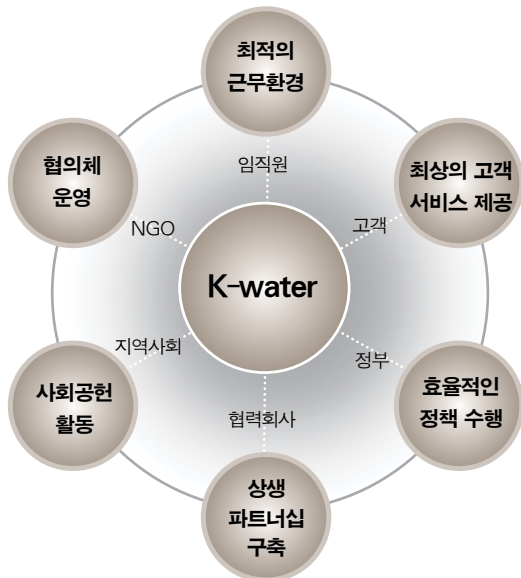 최적의
근무환경
임직원
협의체
운영
NGO
최상의 고객
서비스 제공
고객
K-water
지역사회
사회공헌
활동
정부
효율적인
정책 수행
협력회사
상생
파트너십
구축